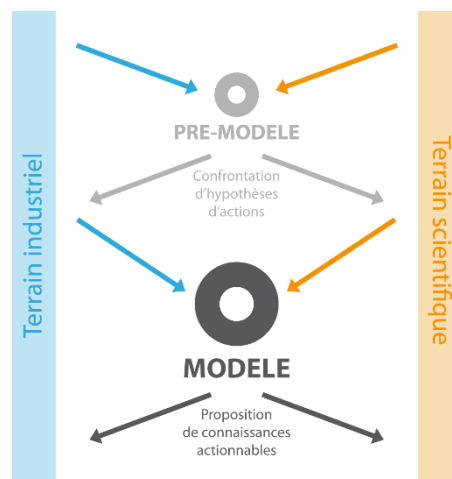 PRE-MODELE
Confrontation
d'hypothèses
d'actions
Terrain industriel
Terrain scientifique
MODELE
Proposition
de connaissances
actionnables